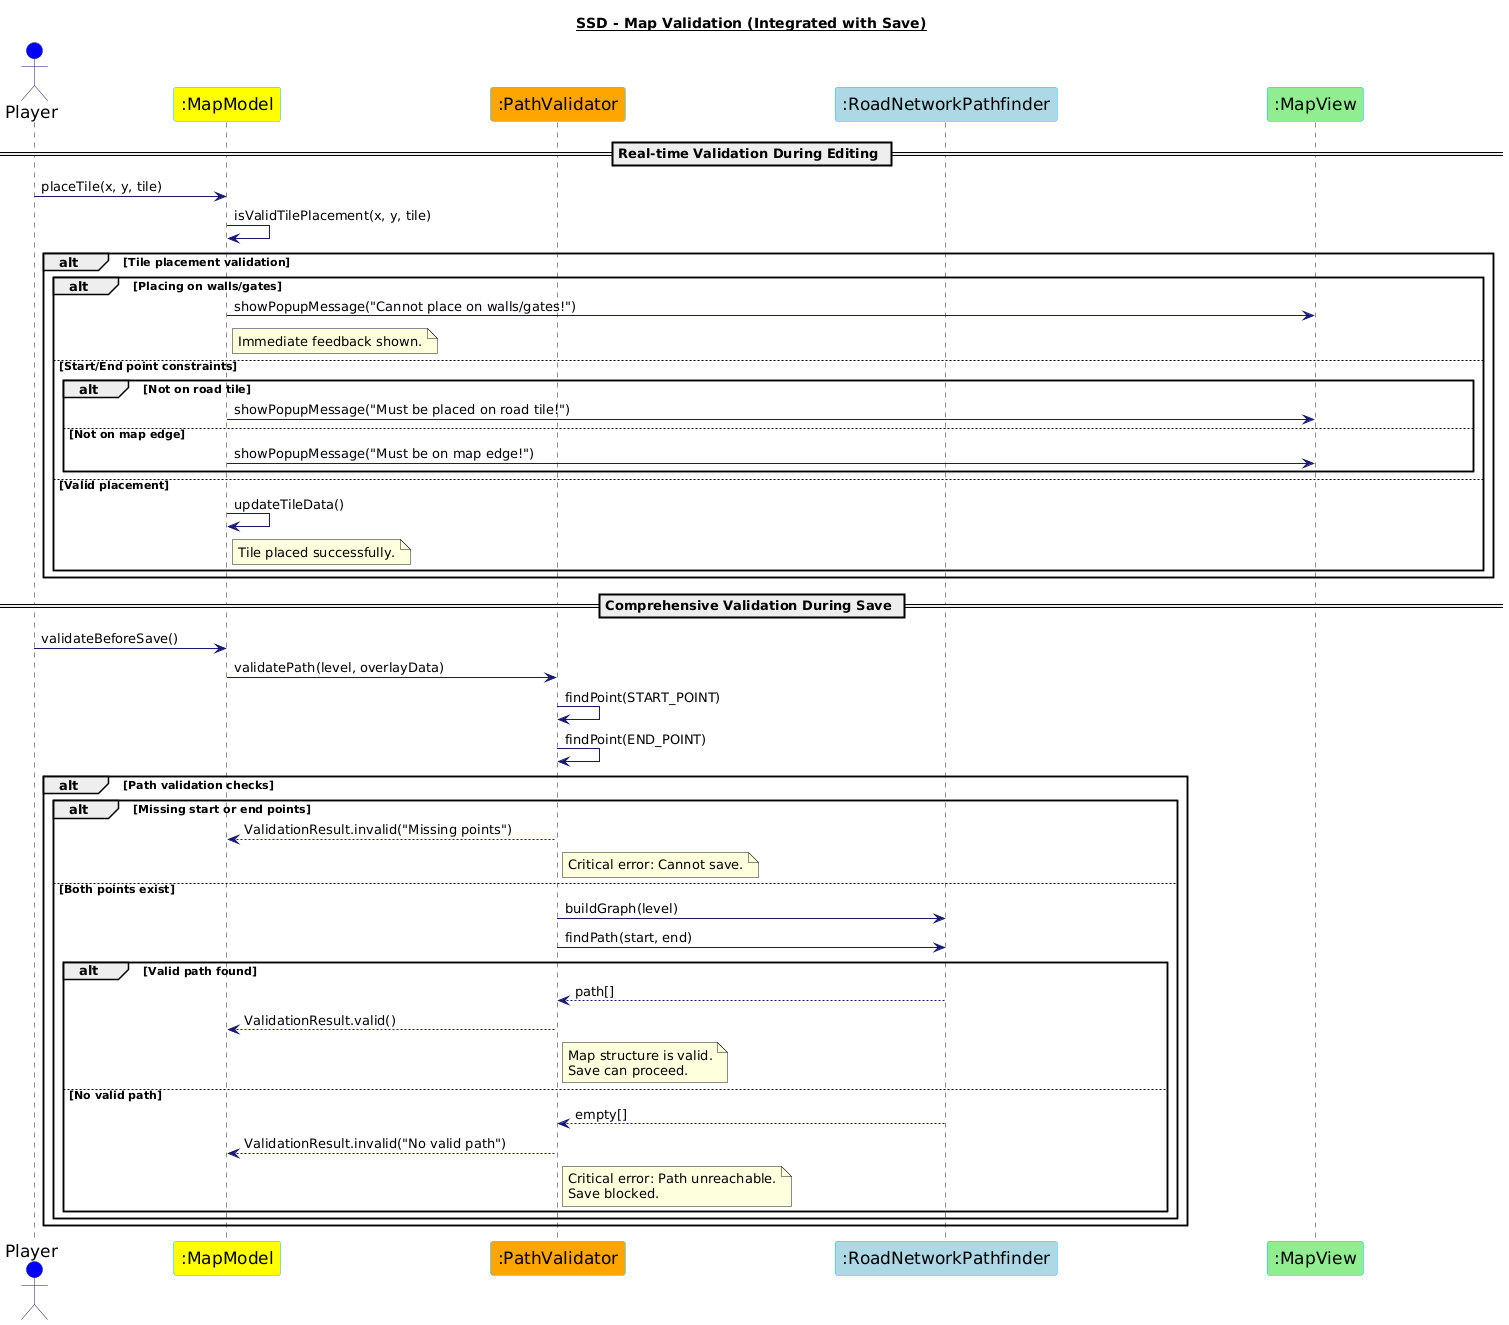 SSD - Map Validation (Integrated with Save)
Player
:MapModel
:PathValidator
:RoadNetworkPathfinder
:MapView
Real-time Validation During Editing
placeTile(x, y, tile)
isValidTilePlacement(x, y, tile)
alt [Tile placement validation]
alt [Placing on walls/gates]
showPopupMessage("Cannot place on walls/gates!")
Immediate feedback shown.
[Start/End point constraints]
alt [Not on road tile]
showPopupMessage("Must be placed on road tile!")
[Not on map edge]
showPopupMessage("Must be on map edge!")
[Valid placement]
updateTileData()
Tile placed successfully.
Comprehensive Validation During Save
validateBeforeSave()
validatePath(level, overlayData)
findPoint(START_POINT)
findPoint(END_POINT)
alt [Path validation checks]
alt [Missing start or end points]
ValidationResult.invalid("Missing points")
Critical error: Cannot save.
[Both points exist]
buildGraph(level)
findPath(start, end)
alt [Valid path found]
path[]
ValidationResult.valid()
Map structure is valid.
Save can proceed.
[No valid path]
empty[]
ValidationResult.invalid("No valid path")
Critical error: Path unreachable.
Save blocked.
Player
:MapModel
:PathValidator
:RoadNetworkPathfinder
:MapView